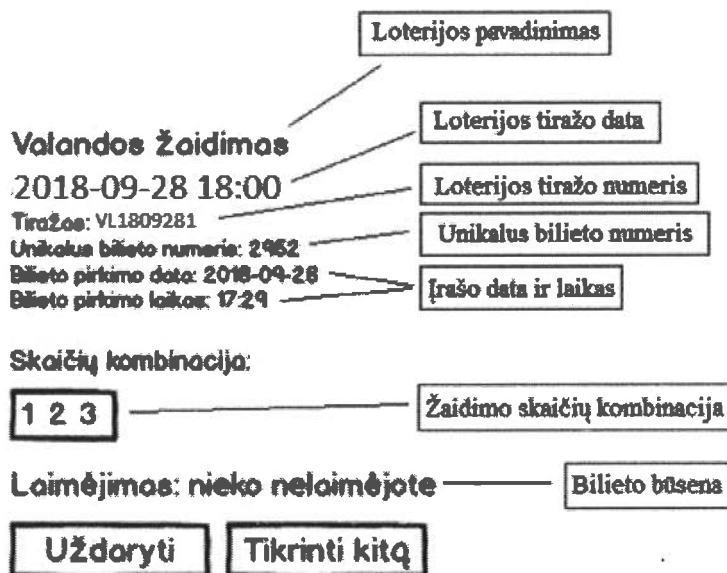 Loterijos pavadinimas
Valandos žaidimas
Loterijos tiražo data
2018-09-28 18:00
Loterijos tiražo numeris
Tiražas: VL1809281
Unikalus bilieto numeris
Unikalus bilieto numeris: 2952
Bilieto pirkimo data: 2018-09-28
Įrašo data ir laikas
Bilieto pirkimo laikas: 17:29
Skaičių kombinacija:
1 2 3
Žaidimo skaičių kombinacija
Laimėjimas: nieko nelaimėjote
Bilieto būsena
Uždaryti
Tikrinti kitą